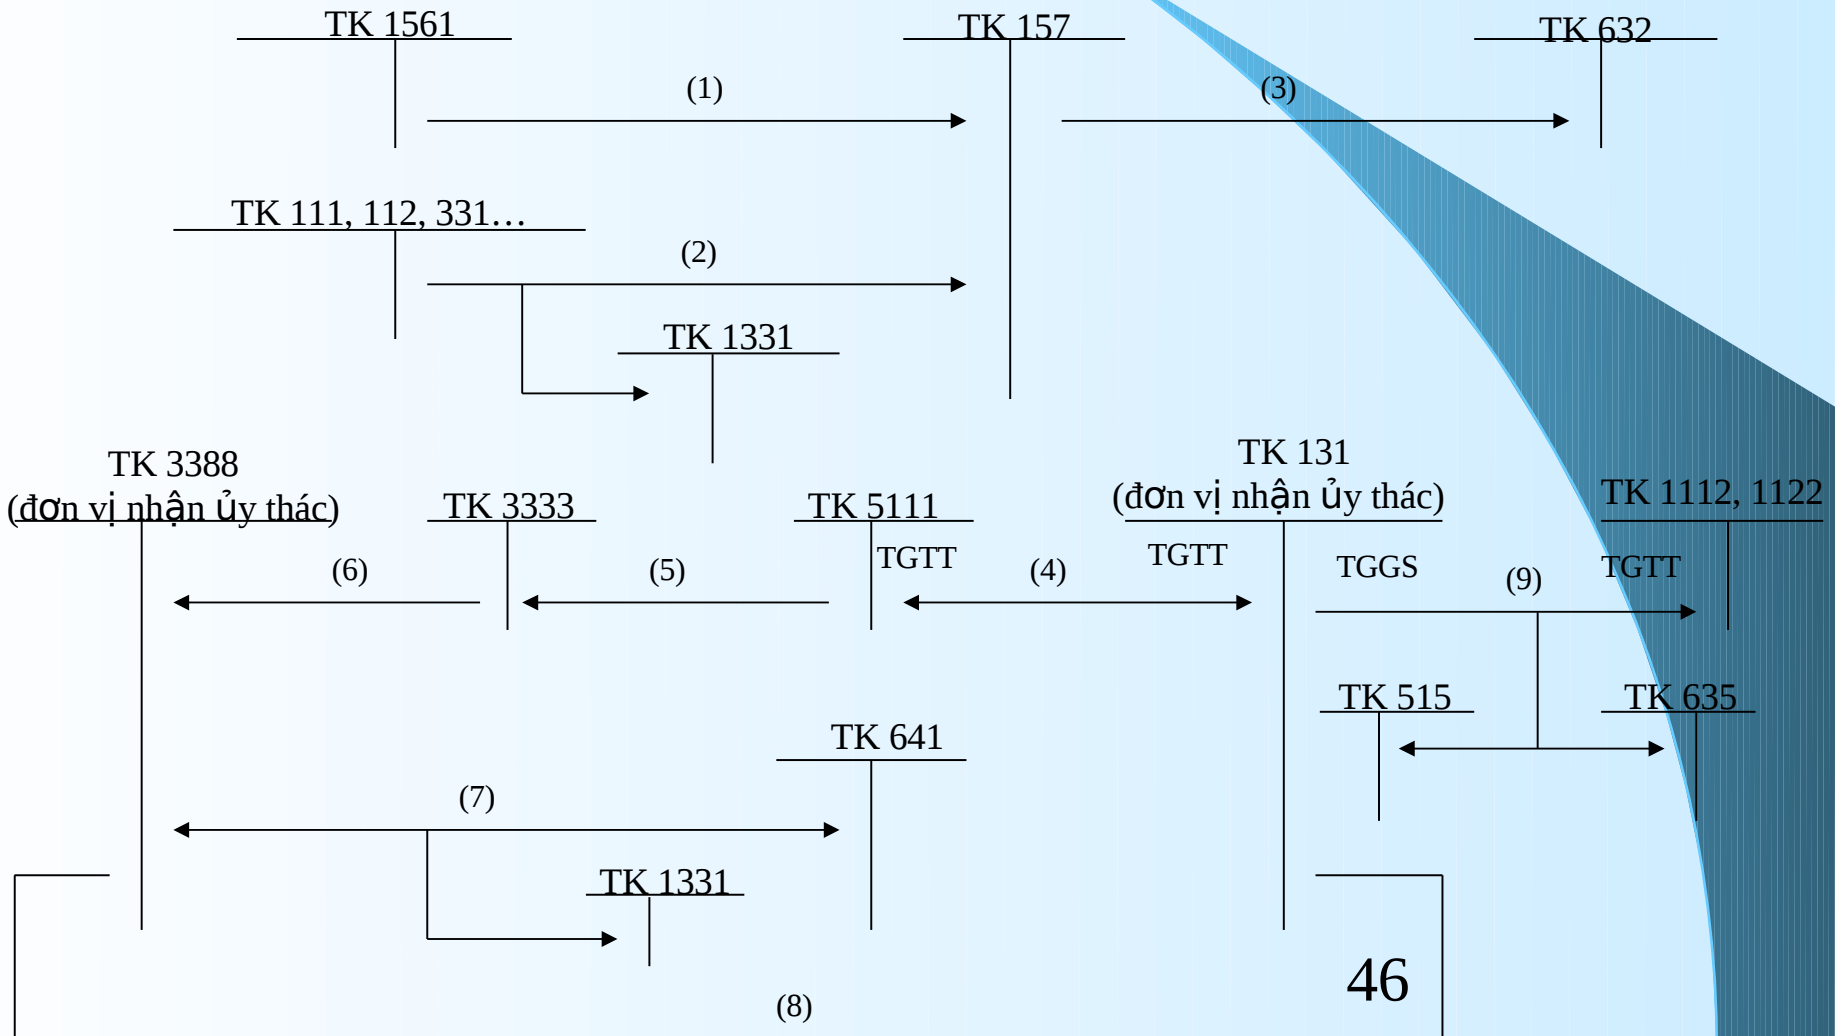 TK 1561
TK 157
TK 632
(1)
(3)
TK 111, 112, 331…
(2)
TK 1331
TK 3388
(đơn vị nhận ủy thác)
TK 3333
TK 5111
TK 131
(đơn vị nhận ủy thác)
TK 1112, 1122
(6)
(5)
TGTT
(4)
TGTT
TGGS
(9)
TGTT
TK 515
TK 635
TK 641
(7)
TK 1331
46
(8)